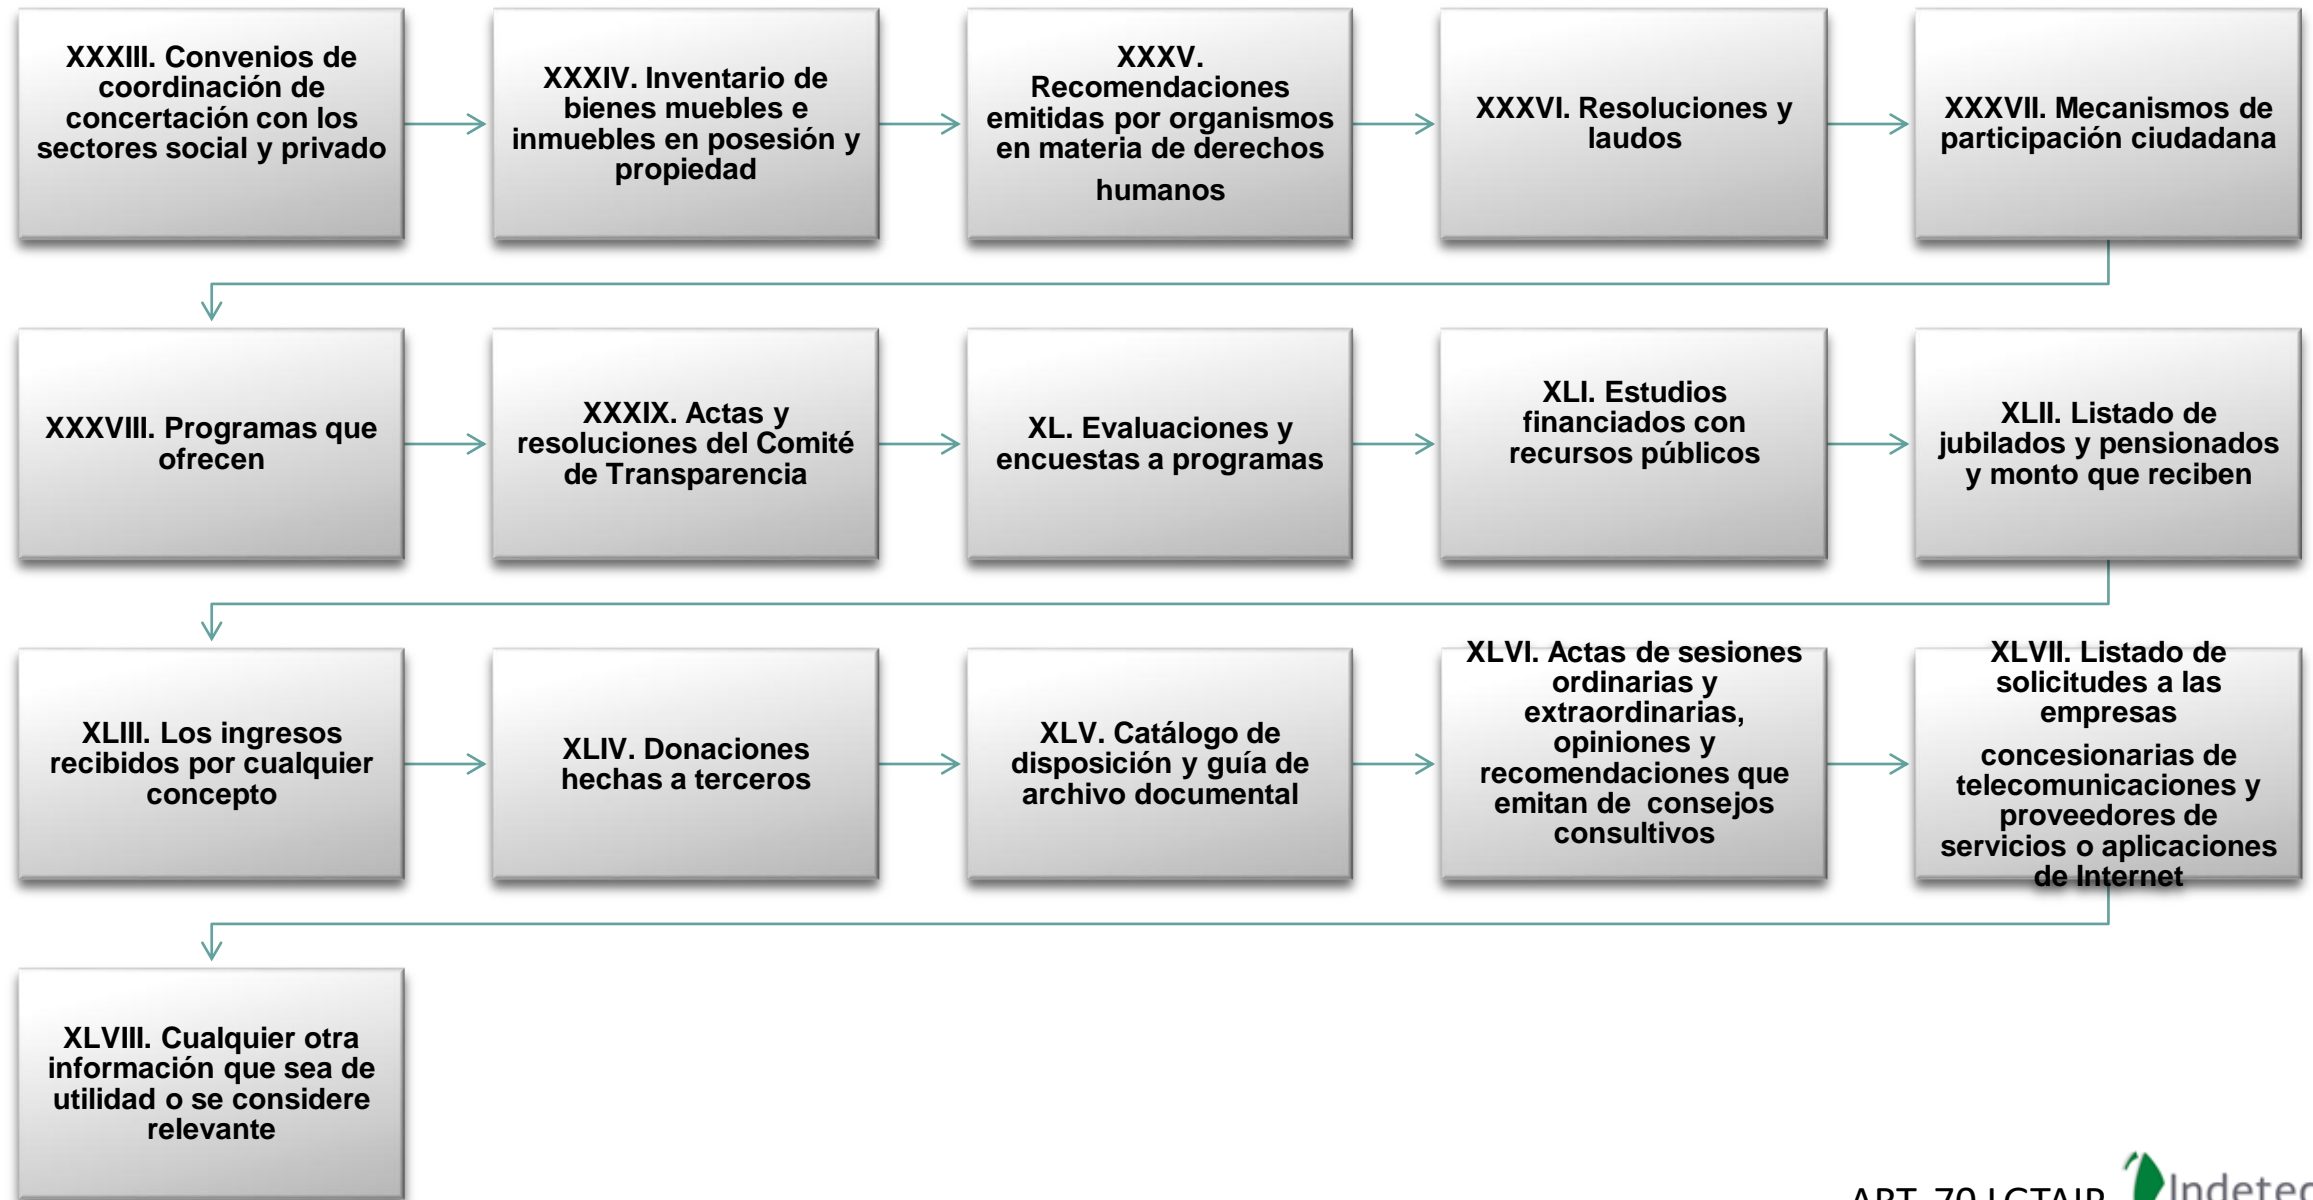 XXXIII. Convenios de
coordinación de
concertación con los
sectores social y privado
XXXIV. Inventario de
bienes muebles e
inmuebles en posesión y
propiedad
XXXV.
Recomendaciones
emitidas por organismos
en materia de derechos
humanos
XXXVI. Resoluciones y
laudos
XXXVII. Mecanismos de
participación ciudadana
XXXVIII. Programas que
ofrecen
XXXIX. Actas y
resoluciones del Comité
de Transparencia
XL. Evaluaciones y
encuestas a programas
XLI. Estudios
financiados con
recursos públicos
XLII. Listado de
jubilados y pensionados
y monto que reciben
XLIII. Los ingresos
recibidos por cualquier
concepto
XLIV. Donaciones
hechas a terceros
XLV. Catálogo de
disposición y guía de
archivo documental
XLVI. Actas de sesiones
ordinarias y
extraordinarias,
opiniones y
recomendaciones que
emitan de consejos
consultivos
XLVII. Listado de
solicitudes a las
empresas
concesionarias de
telecomunicaciones y
proveedores de
servicios o aplicaciones
de Internet
XLVIII. Cualquier otra
información que sea de
utilidad o se considere
relevante
ART. 70 LGTAIP
Indetec